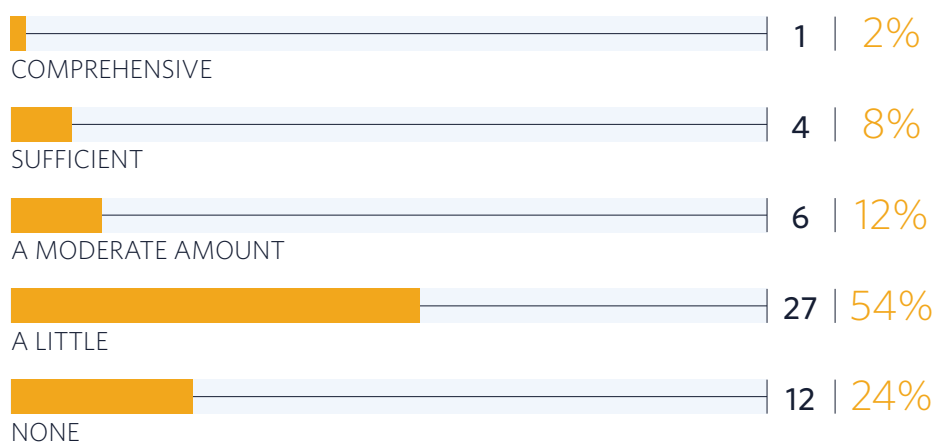 1 | 2%
COMPREHENSIVE
4 | 8%
SUFFICIENT
6 | 12%
A MODERATE AMOUNT
27 | 54%
A LITTLE
12 | 24%
NONE